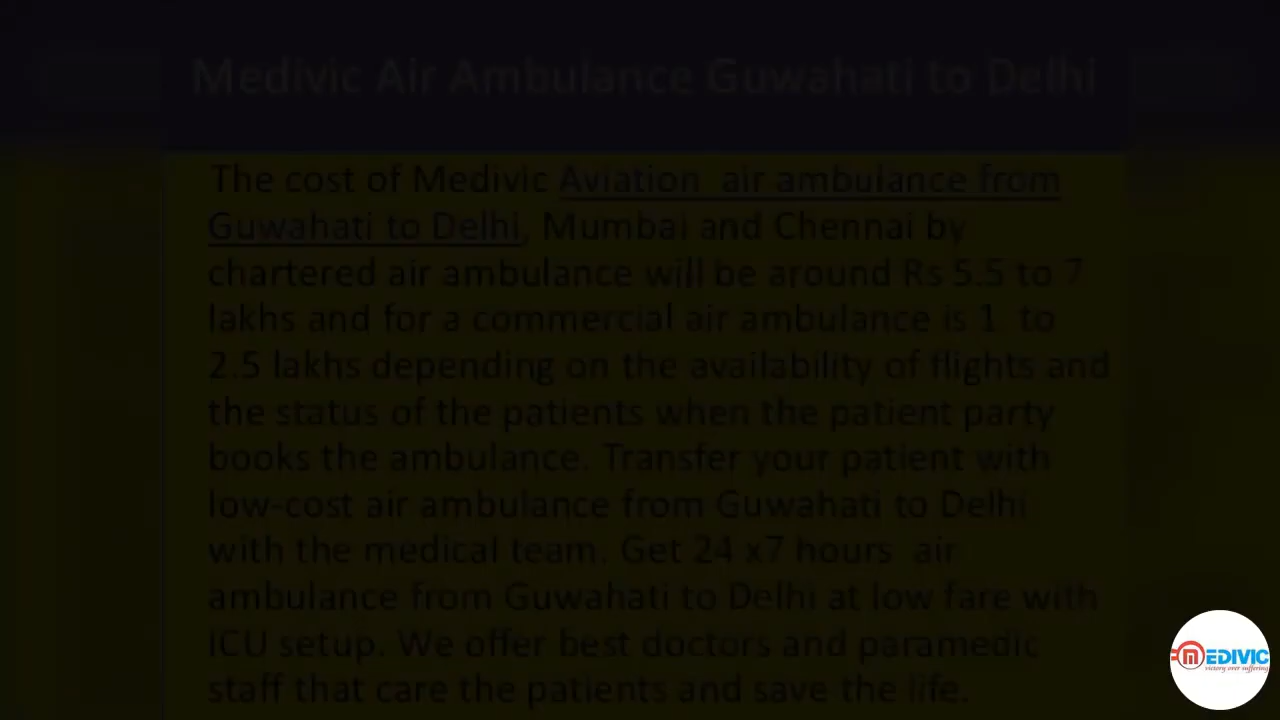 Medivic Air Ambulance Guwahati to Delhi
The cost of Medivic Aviation air ambulance from
Guwahati to Delhi, Mumbai and Chennai by
chartered air ambulance will be around Rs 5.5 to 7
lakhs and for a commercial air ambulance is 1 to
2.5 lakhs depending on the availability of flights and
the status of the patients when the patient party
books the ambulance. Transfer your patient with
low-cost air ambulance from Guwahati to Delhi
with the medical team. Get 24 x7 hours air
ambulance from Guwahati to Delhi at low fare with
ICU setup. We offer best doctors and paramedic
staff that care the patients and save the life.
MEDIVIC
victory over suffering